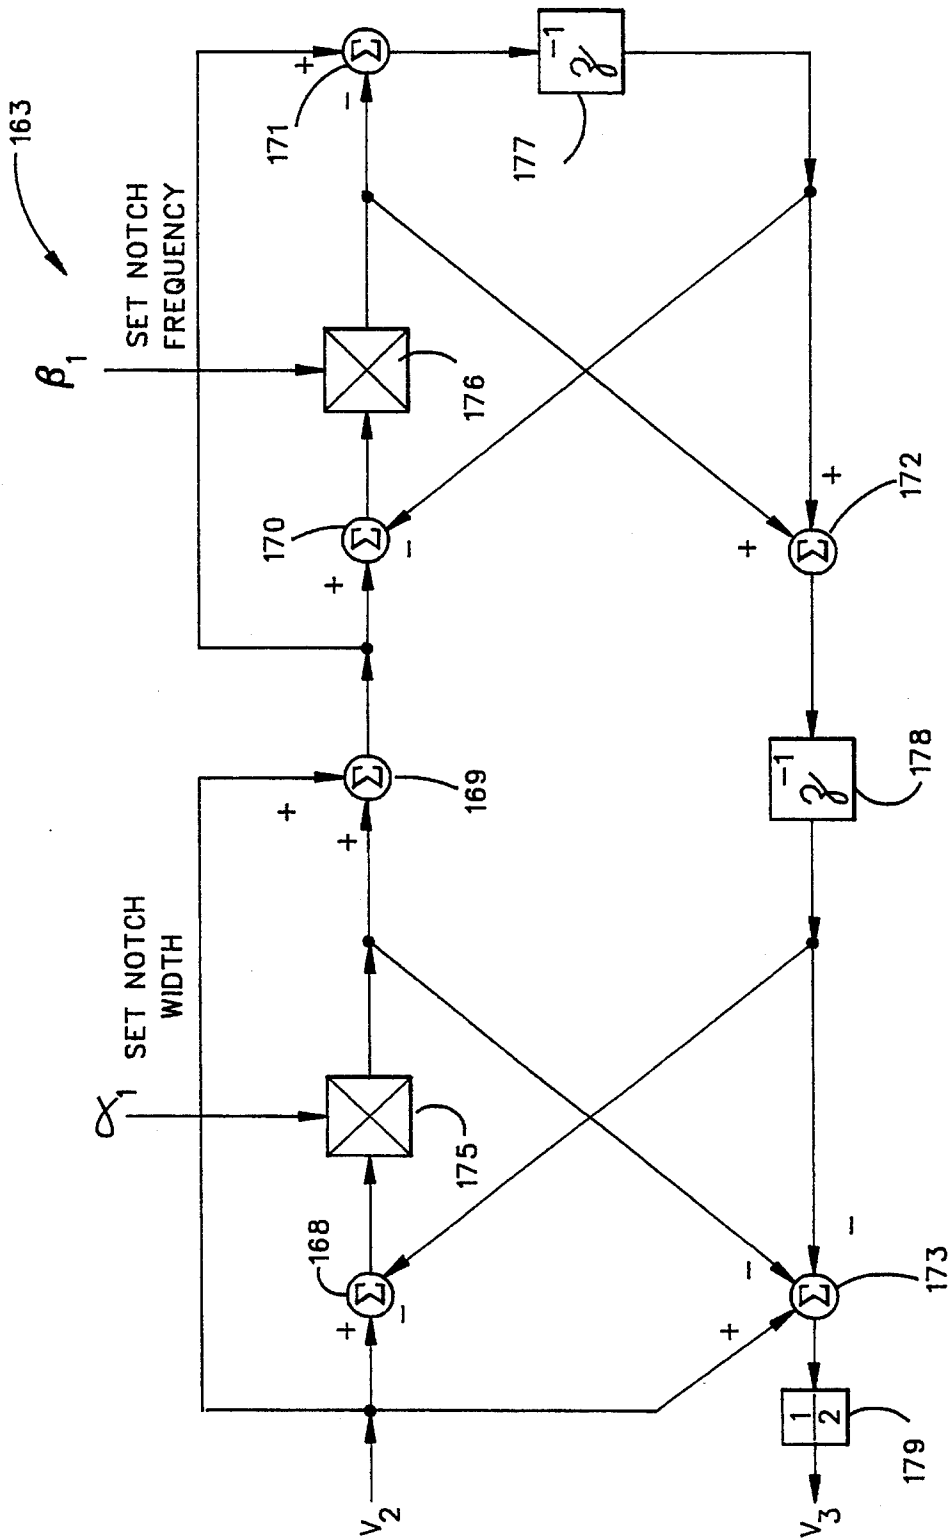 163
α₁ SET NOTCH
WIDTH
β₁
SET NOTCH
FREQUENCY
+
+
+
171
−
V₂
+
168
−
175
+
169
+
170
−
176
z⁻¹
177
Σ
Σ
Σ
Σ
Σ
Σ
+
−
−
173
z⁻¹
178
+
+
172
V₃
1/2
179